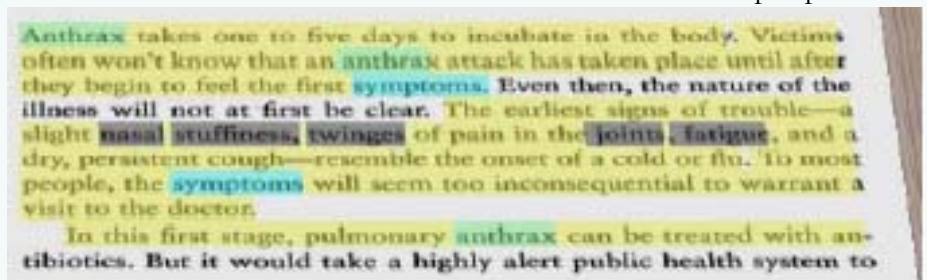 Anthrax takes one to five days to incubate in the body. Victims
often won't know that an anthrax attack has taken place until after
they begin to feel the first symptoms. Even then, the nature of the
illness will not at first be clear. The earliest signs of trouble—a
slight nasal stuffiness, twinges of pain in the joints, fatigue, and a
dry, persistent cough—resemble the onset of a cold or flu. To most
people, the symptoms will seem too inconsequential to warrant a
visit to the doctor.
In this first stage, pulmonary anthrax can be treated with an-
tibiotics. But it would take a highly alert public health system to